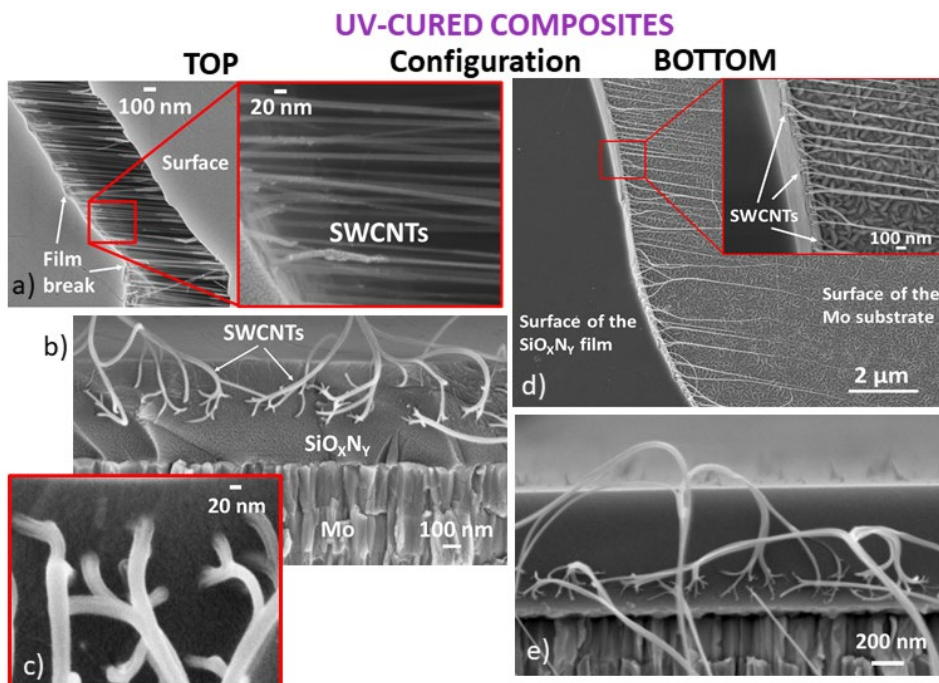 UV-CURED COMPOSITES
TOP Configuration BOTTOM
100 nm
20 nm
Surface
SWCNTs
Film
break
a)
b)
SWCNTs
SiOXNY
Mo
100 nm
20 nm
c)
SWCNTs
100 nm
Surface of the
SiOXNY film
Surface of the
Mo substrate
d)
2 µm
200 nm
e)